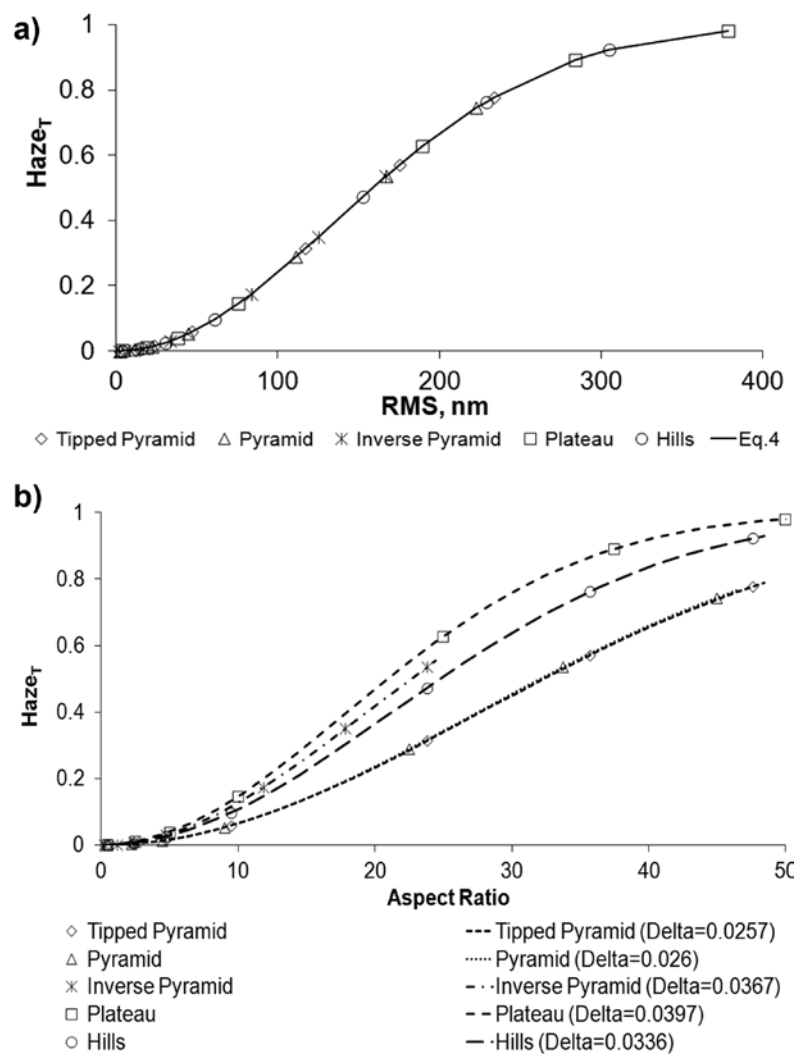 a)
1
0.8
0.6
0.4
0.2
0
HazeT
0 100 200 300 400
RMS, nm
Tipped Pyramid Pyramid Inverse Pyramid Plateau Hills Eq.4
b)
1
0.8
0.6
0.4
0.2
0
HazeT
0 10 20 30 40 50
Aspect Ratio
Tipped Pyramid Tipped Pyramid (Delta=0.0257)
Pyramid Pyramid (Delta=0.026)
Inverse Pyramid Inverse Pyramid (Delta=0.0367)
Plateau Plateau (Delta=0.0397)
Hills Hills (Delta=0.0336)